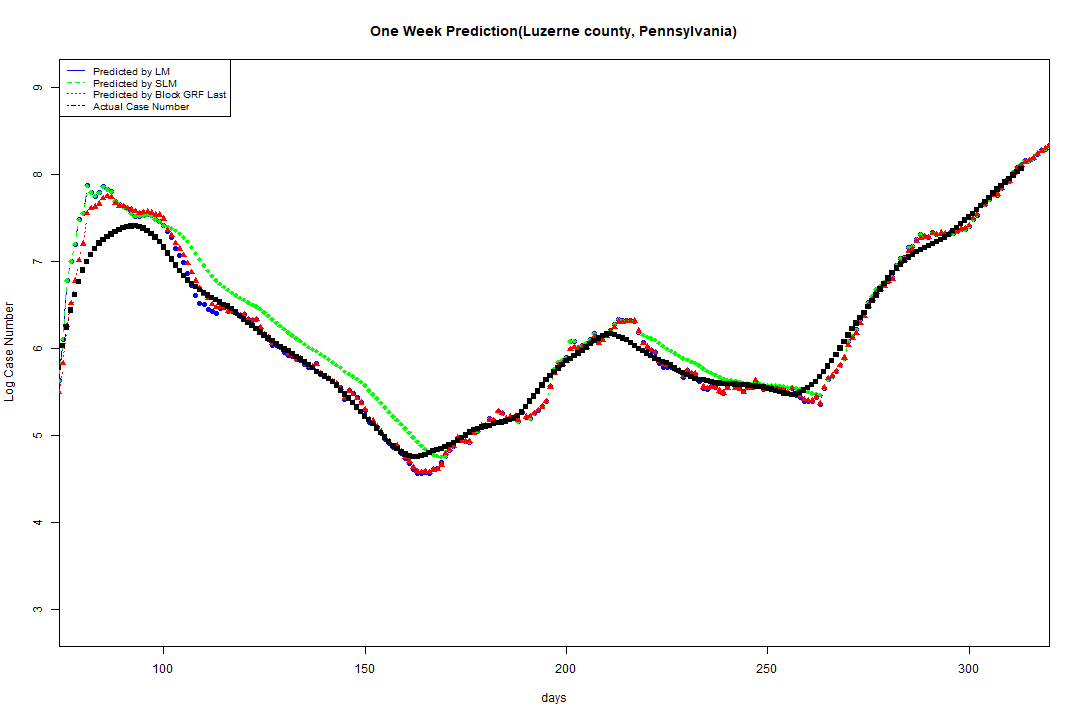 One Week Prediction(Luzerne county, Pennsylvania)
Predicted by LM
Predicted by SLM
Predicted by Block GRF Last
Actual Case Number
Log Case Number
9
8
7
6
5
4
3
100 150 200 250 300
days